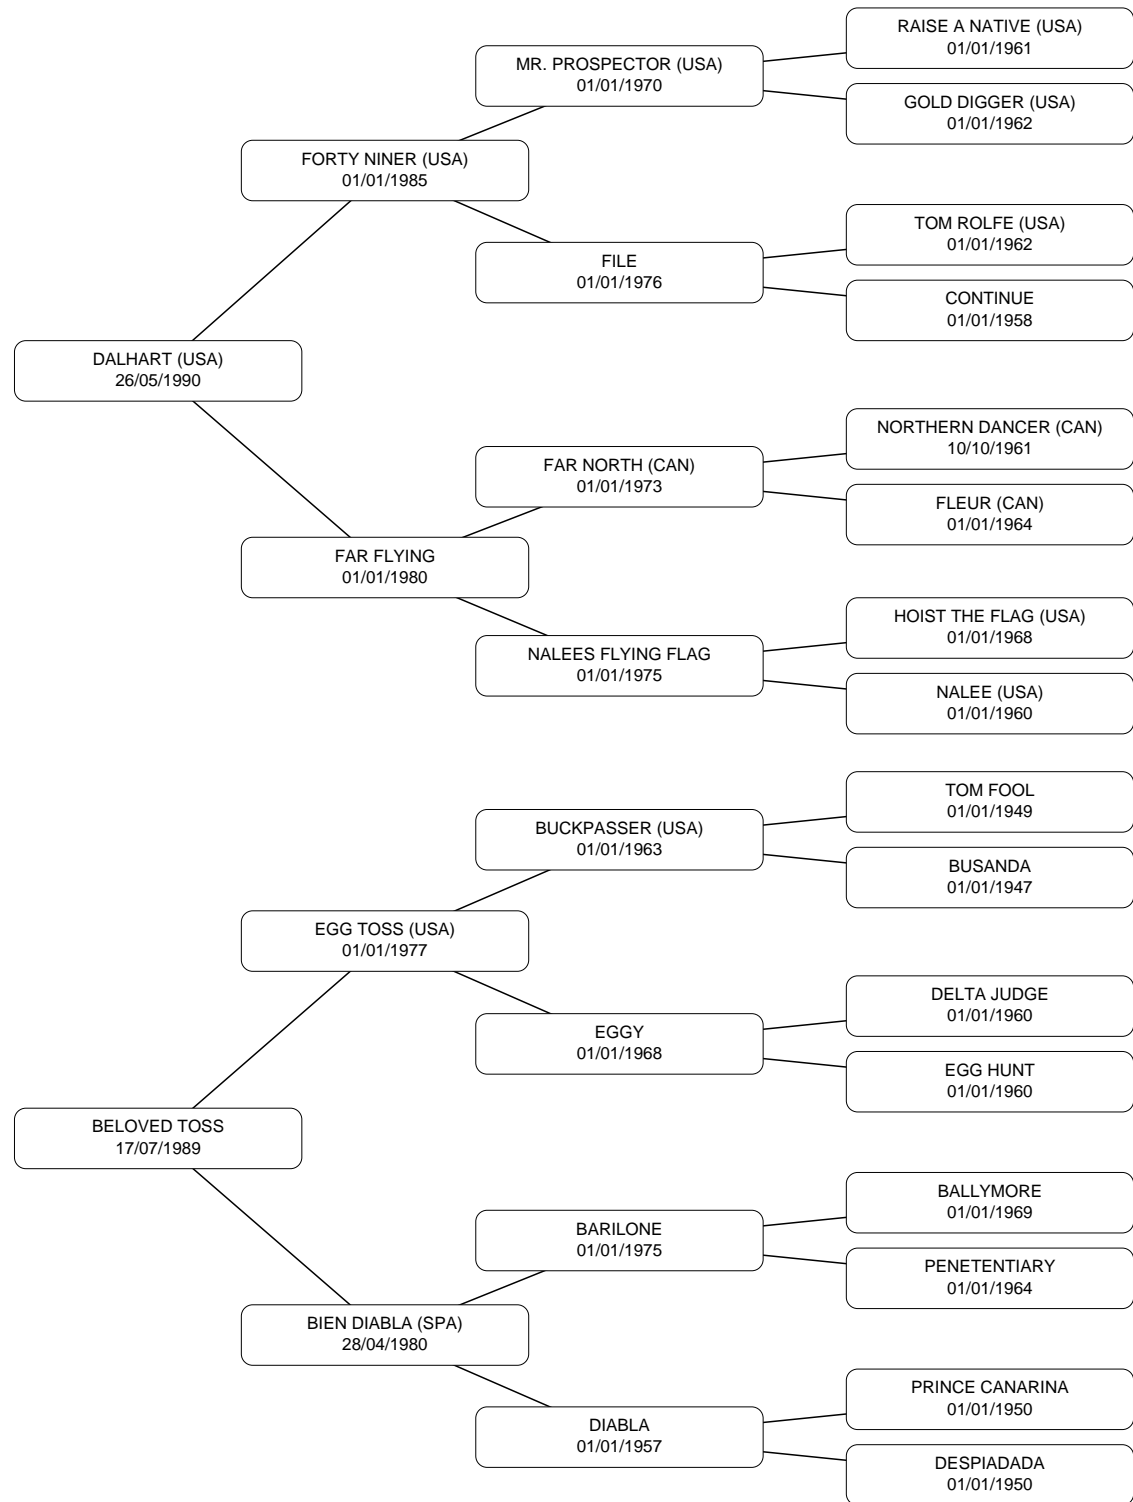 RAISE A NATIVE (USA)
01/01/1961
MR. PROSPECTOR (USA)
01/01/1970
GOLD DIGGER (USA)
01/01/1962
FORTY NINER (USA)
01/01/1985
TOM ROLFE (USA)
01/01/1962
FILE
01/01/1976
CONTINUE
01/01/1958
DALHART (USA)
26/05/1990
NORTHERN DANCER (CAN)
10/10/1961
FAR NORTH (CAN)
01/01/1973
FLEUR (CAN)
01/01/1964
FAR FLYING
01/01/1980
HOIST THE FLAG (USA)
01/01/1968
NALEES FLYING FLAG
01/01/1975
NALEE (USA)
01/01/1960
TOM FOOL
01/01/1949
BUCKPASSER (USA)
01/01/1963
BUSANDA
01/01/1947
EGG TOSS (USA)
01/01/1977
DELTA JUDGE
01/01/1960
EGGY
01/01/1968
EGG HUNT
01/01/1960
BELOVED TOSS
17/07/1989
BALLYMORE
01/01/1969
BARILONE
01/01/1975
PENETENTIARY
01/01/1964
BIEN DIABLA (SPA)
28/04/1980
PRINCE CANARINA
01/01/1950
DIABLA
01/01/1957
DESPIADADA
01/01/1950